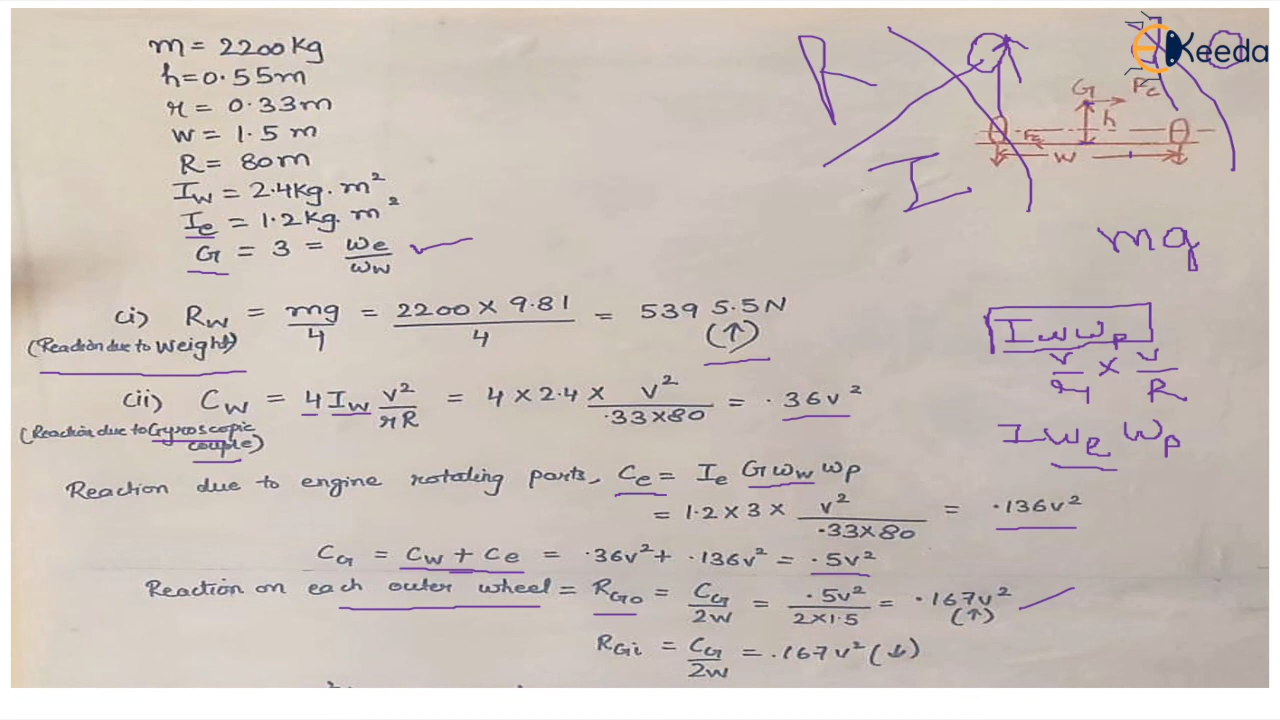 Keeda
m = 2200 kg
h = 0.55 m
r = 0.33 m
w = 1.5 m
R = 80 m
Iw = 2.4 kg. m²
Ie = 1.2 kg. m²
G = 3 = ωe/ωw
R
G Fc
h
w
I
mg
(i) Rw = mg/4 = 2200 × 9.81/4 = 5395.5 N (↑)
(Reaction due to weight)
Iw ωp
v/r × v/R
(ii) Cw = 4 Iw v²/rR = 4 × 2.4 × v²/.33×80 = .36v²
(Reaction due to Gyroscopic couple)
I ωe ωp
Reaction due to engine rotating parts, Ce = Ie G ωw ωp
= 1.2 × 3 × v²/.33×80 = .136v²
CG = Cw + Ce = .36v² + .136v² = .5v²
Reaction on each outer wheel = RGo = CG/2w = .5v²/2×1.5 = .167v² (↑)
RGi = CG/2w = .167v² (↓)